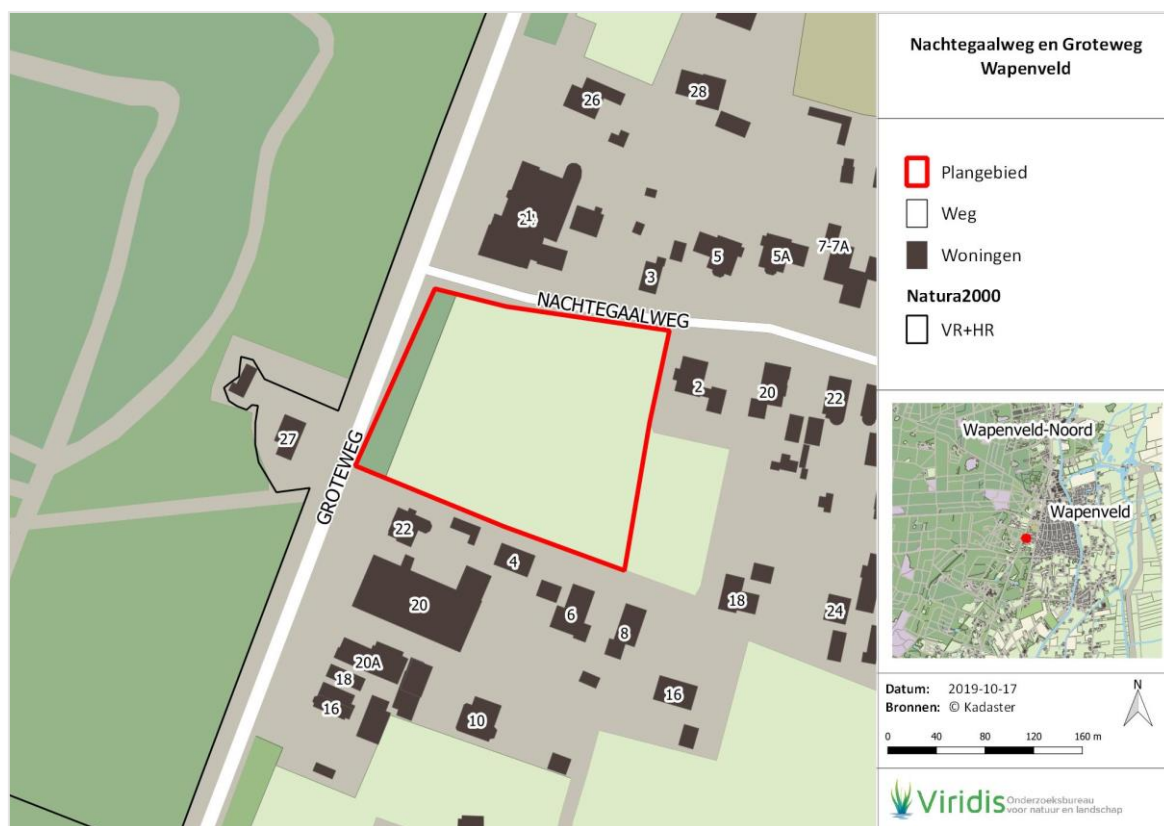 26
28
3
5
5A
7-7A
NACHTEGAALWEG
2
20
22
27
GROTEWEG
22
4
20
6
8
18
24
20A
18
16
10
16
Nachtegaalweg en Groteweg
Wapenveld
Plangebied
Weg
Woningen
Natura2000
VR+HR
Wapenveld-Noord
Wapenveld
Datum: 2019-10-17
Bronnen: © Kadaster
N
0 40 80 120 160 m
Viridis Onderzoeksbureau
voor natuur en landschap